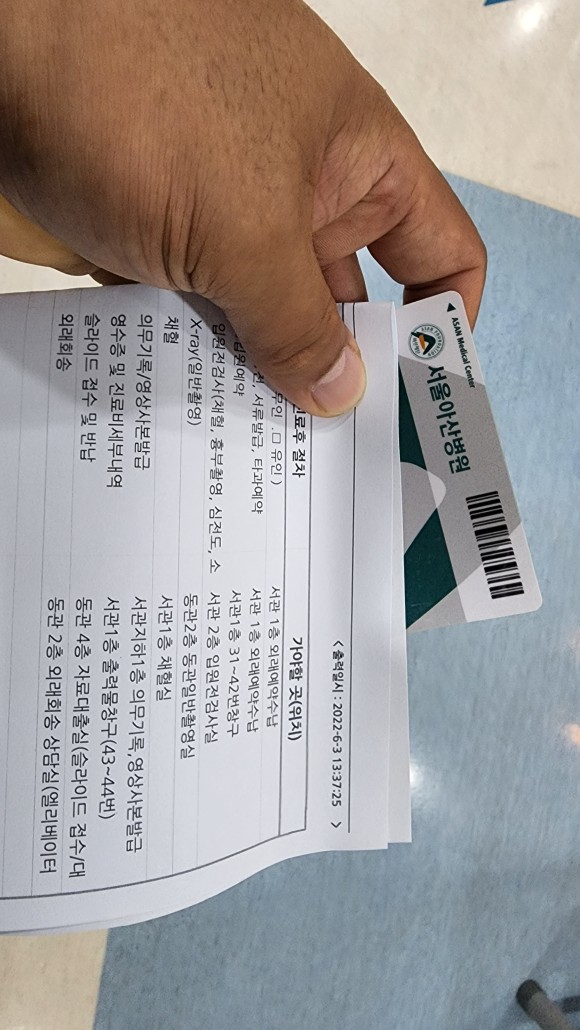 ASAN Medical Center
서울아산병원
< 출력일시 : 2022-6-3 13:37:25 >
절차 가야할 곳(위치)
유인 ) 서관 1층 외래예약수납
서류발급, 타과예약 서관 1층 외래예약수납
입원예약 서관1층 31~42번창구
입원전검사(채혈, 흉부촬영, 심전도, 소 서관 2층 입원전검사실
X-ray(일반촬영) 동관2층 동관일반촬영실
채혈 서관1층 채혈실
의무기록영상사본발급 서관지하1층 의무기록,영상사본발급
영수증 및 진료비세부내역 서관1층 출력물창구(43~44번)
슬라이드 접수 및 반납 동관 4층 자료대출실(슬라이드 접수/대
외래회송 동관 2층 외래회송 상담실(엘리베이터